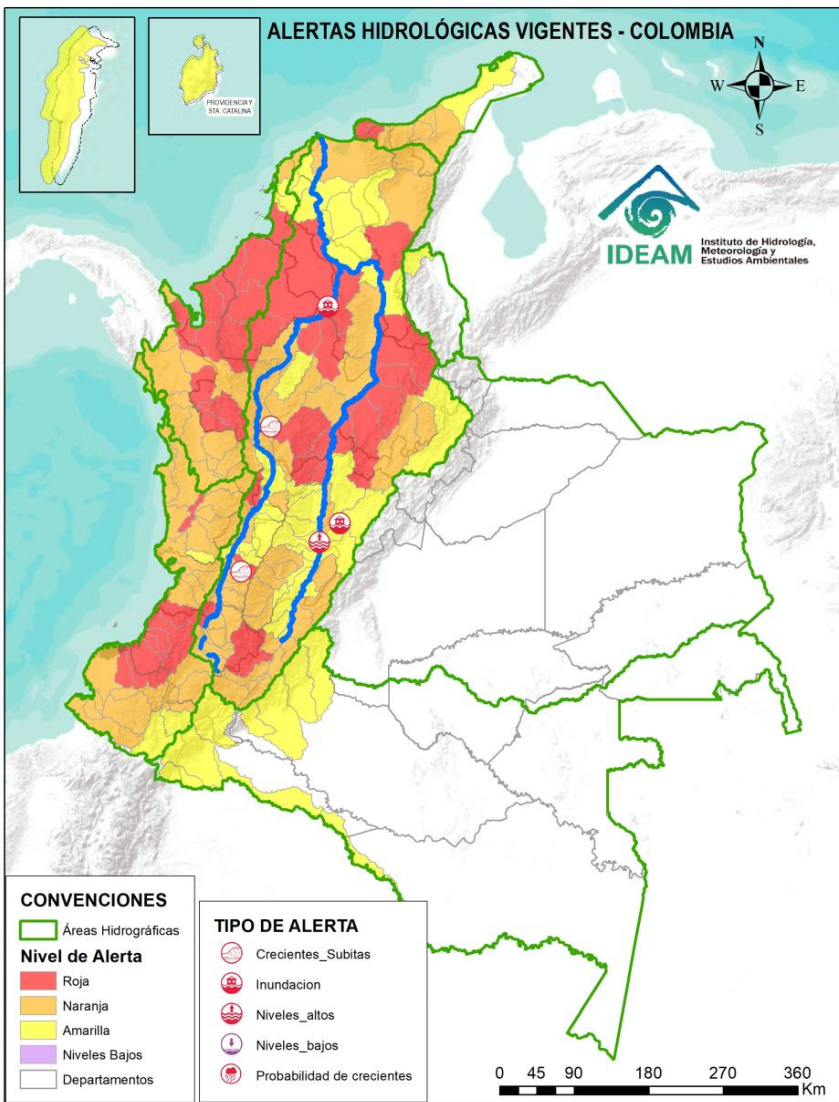 ALERTAS HIDROLÓGICAS VIGENTES - COLOMBIA
PROVIDENCIA Y
STA. CATALINA
N
W
E
S
IDEAM
Instituto de Hidrología,
Meteorología y
Estudios Ambientales
CONVENCIONES
Áreas Hidrográficas
Nivel de Alerta
Roja
Naranja
Amarilla
Niveles Bajos
Departamentos
TIPO DE ALERTA
Crecientes_Subitas
Inundacion
Niveles_altos
Niveles_bajos
Probabilidad de crecientes
0 45 90 180 270 360
Km